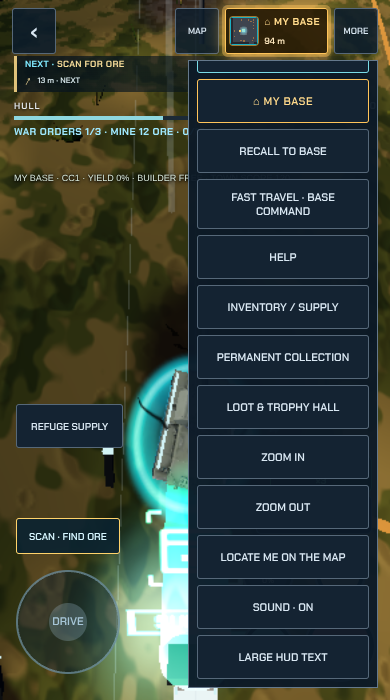 ‹
MAP
⌂ MY BASE
94 m
MORE
NEXT · SCAN FOR ORE
13 m · NEXT
HULL
WAR ORDERS 1/3 · MINE 12 ORE ·
MY BASE · CC1 · YIELD 0% · BUILDER
⌂ MY BASE
RECALL TO BASE
FAST TRAVEL · BASE
COMMAND
HELP
INVENTORY / SUPPLY
PERMANENT COLLECTION
LOOT & TROPHY HALL
ZOOM IN
ZOOM OUT
LOCATE ME ON THE MAP
SOUND · ON
LARGE HUD TEXT
REFUGE SUPPLY
SCAN · FIND ORE
DRIVE